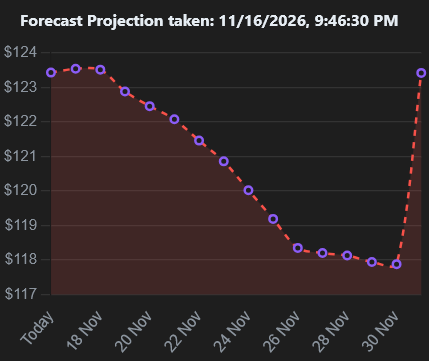 Forecast Projection taken: 11/16/2026, 9:46:30 PM
$124
$123
$122
$121
$120
$119
$118
$117
Today
18 Nov
20 Nov
22 Nov
24 Nov
26 Nov
28 Nov
30 Nov